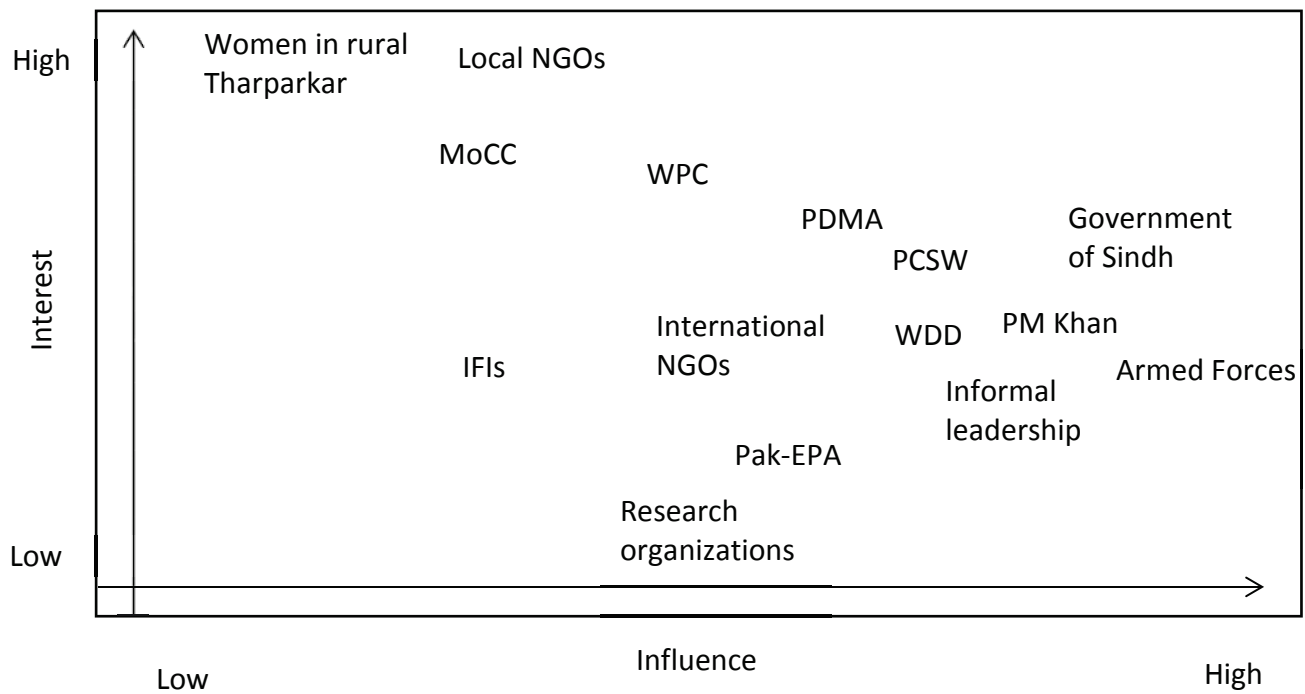 High
Women in rural
Tharparkar
Local NGOs
MoCC
WPC
PDMA
Government
of Sindh
PCSW
Interest
International
NGOs
WDD
PM Khan
IFIs
Armed Forces
Informal
leadership
Pak-EPA
Research
organizations
Low
Influence
Low
High